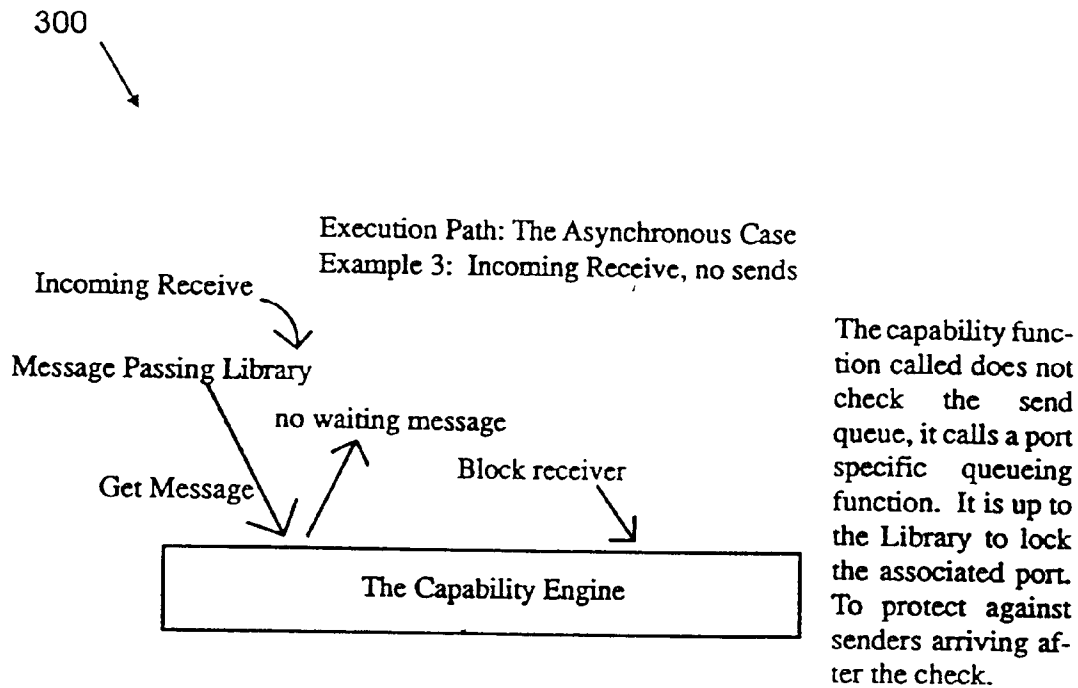 300
Execution Path: The Asynchronous Case
Example 3: Incoming Receive, no sends
Incoming Receive
Message Passing Library
no waiting message
Get Message
Block receiver
The Capability Engine
The capability func-
tion called does not
check the send
queue, it calls a port
specific queueing
function. It is up to
the Library to lock
the associated port.
To protect against
senders arriving af-
ter the check.